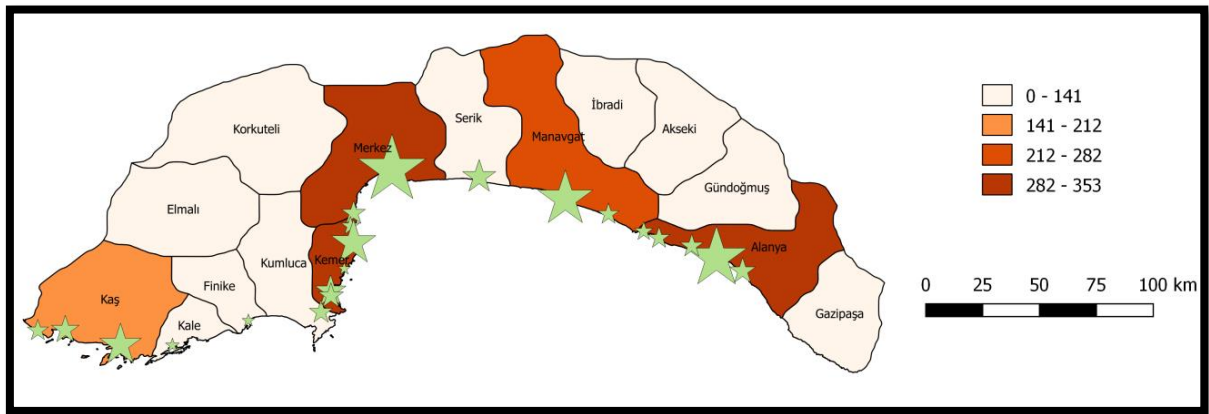 Korkuteli
Merkez
Serik
Manavgat
İbradi
Akseki
Gündoğmuş
Elmalı
Kumluca
Kemer
Alanya
Kaş
Finike
Kale
Gazipaşa
0 - 141
141 - 212
212 - 282
282 - 353
0 25 50 75 100 km